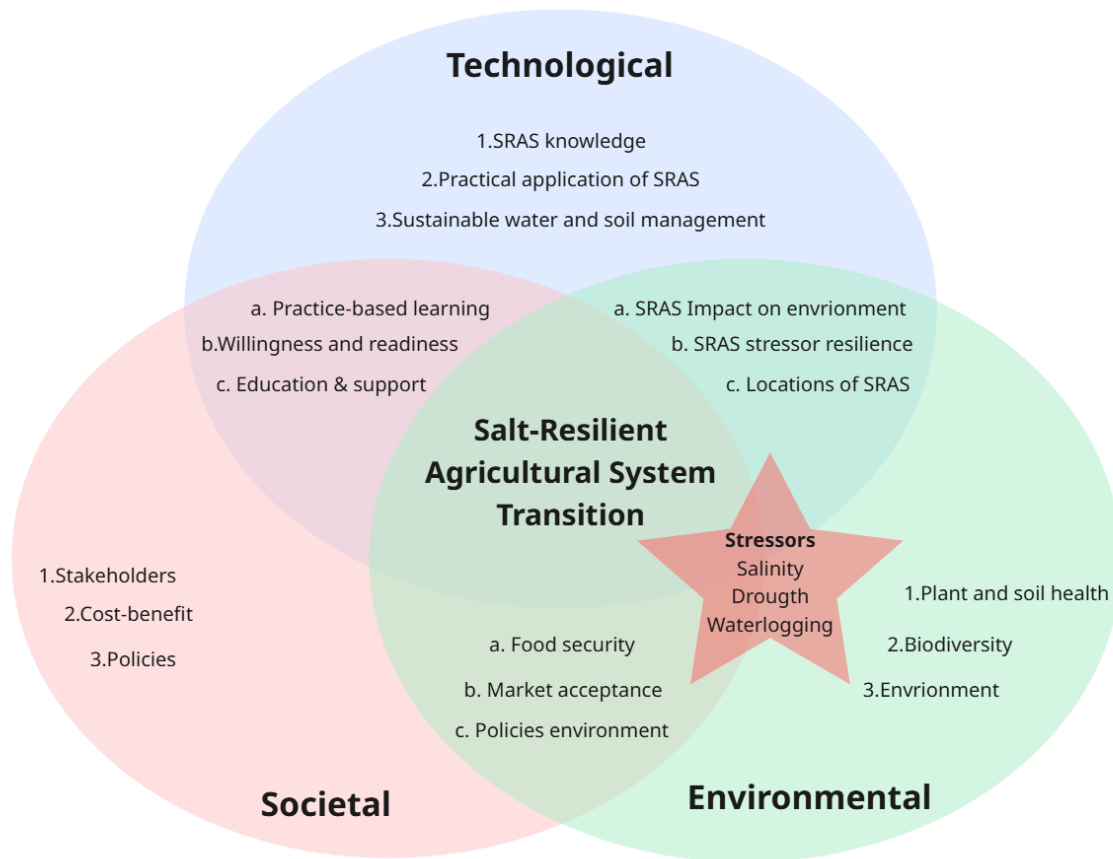 Technological
1.SRAS knowledge
2.Practical application of SRAS
3.Sustainable water and soil management
a. Practice-based learning
b.Willingness and readiness
c. Education & support
a. SRAS Impact on envrionment
b. SRAS stressor resilience
c. Locations of SRAS
Salt-Resilient
Agricultural System
Transition
Stressors
Salinity
Drougth
Waterlogging
1.Stakeholders
2.Cost-benefit
3.Policies
a. Food security
b. Market acceptance
c. Policies environment
1.Plant and soil health
2.Biodiversity
3.Envrionment
Societal
Environmental